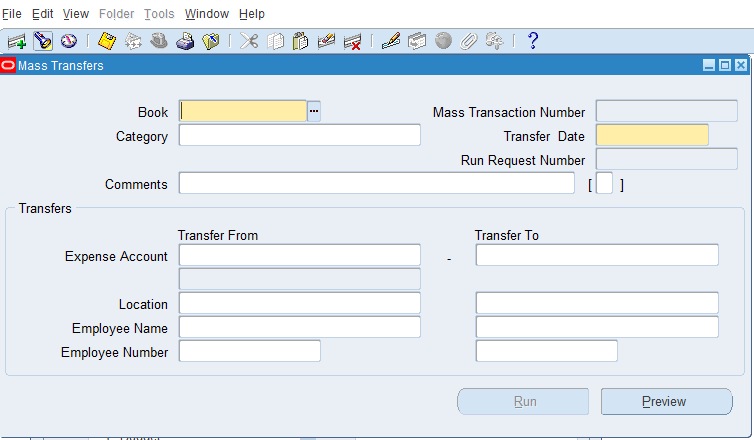 File Edit View Folder Tools Window Help
Mass Transfers
Book ... Mass Transaction Number
Category Transfer Date
Run Request Number
Comments [ ]
Transfers
Transfer From Transfer To
Expense Account -
Location
Employee Name
Employee Number
Run Preview